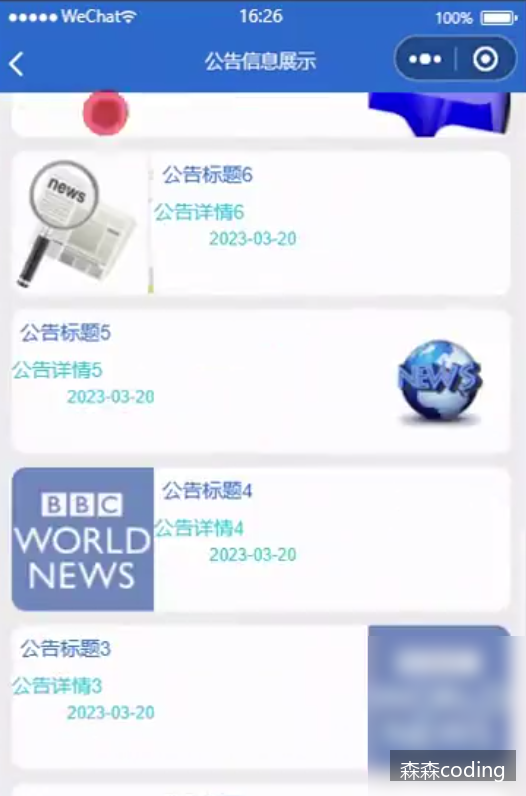 WeChat
16:26
100%
公告信息展示
news
公告标题6
公告详情6
2023-03-20
公告标题5
公告详情5
2023-03-20
NEWS
BBC
WORLD
NEWS
公告标题4
公告详情4
2023-03-20
公告标题3
公告详情3
2023-03-20
森森coding